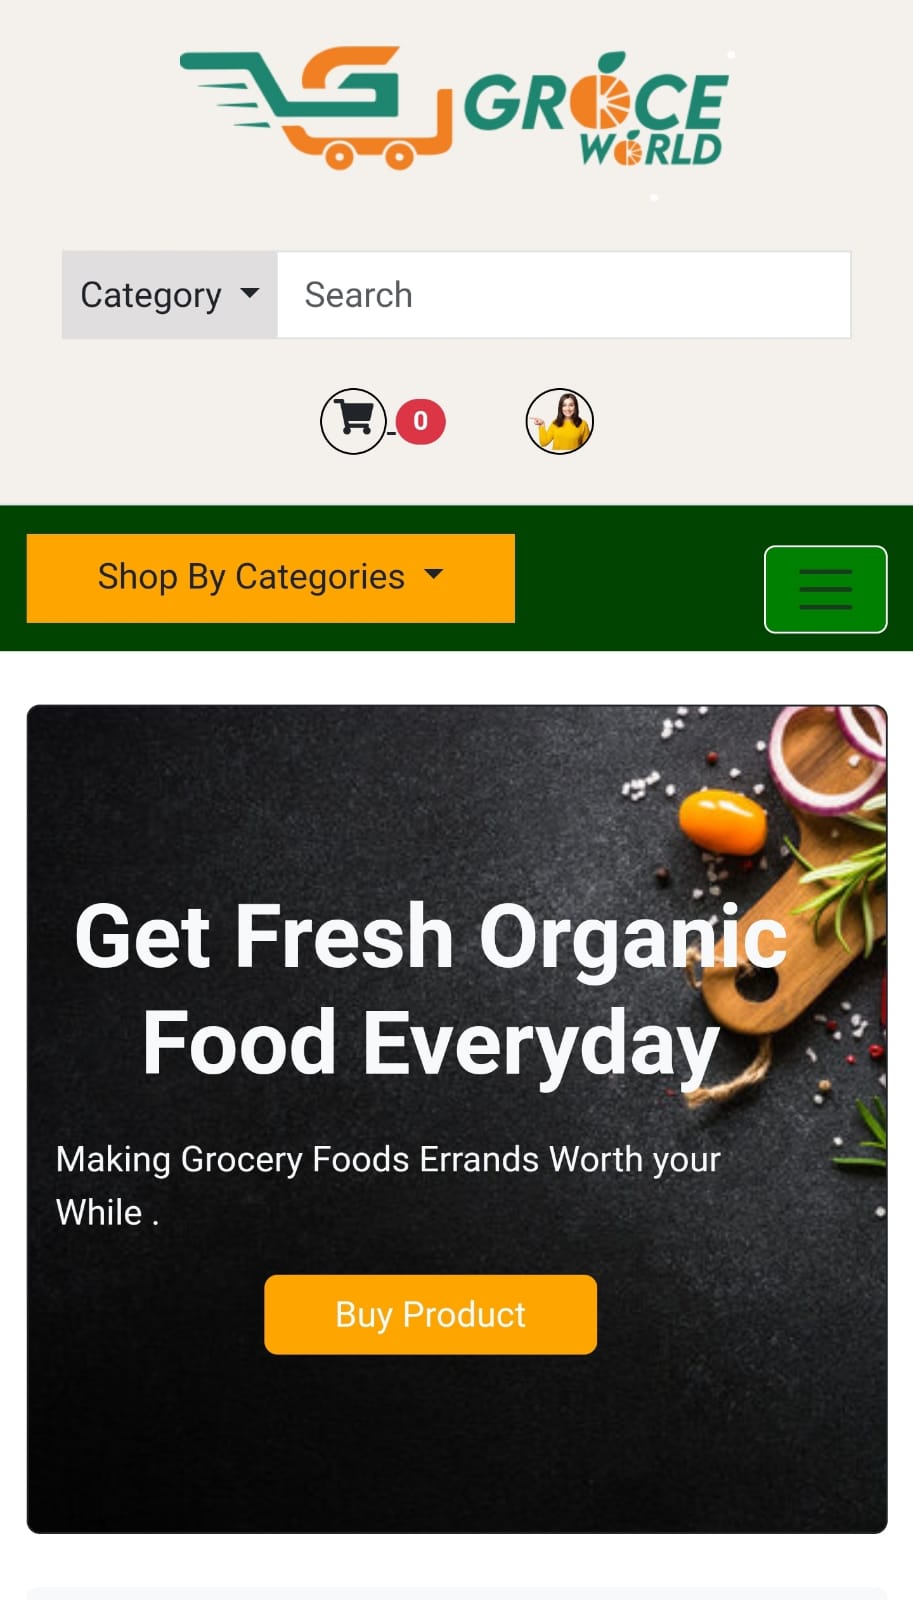 GROCE
WORLD
Category
Search
0
Shop By Categories
Get Fresh Organic
Food Everyday
Making Grocery Foods Errands Worth your
While .
Buy Product